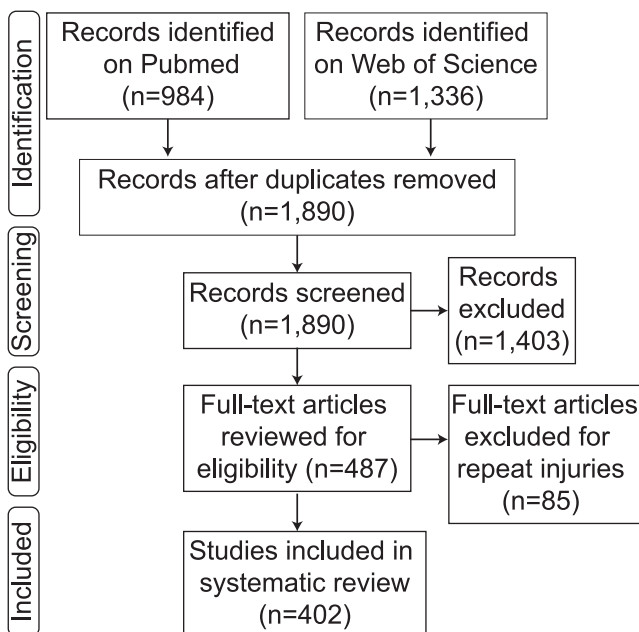 Identification
Records identified
on Pubmed
(n=984)
Records identified
on Web of Science
(n=1,336)
Records after duplicates removed
(n=1,890)
Screening
Records screened
(n=1,890)
Records
excluded
(n=1,403)
Eligibility
Full-text articles
reviewed for
eligibility (n=487)
Full-text articles
excluded for
repeat injuries
(n=85)
Included
Studies included in
systematic review
(n=402)